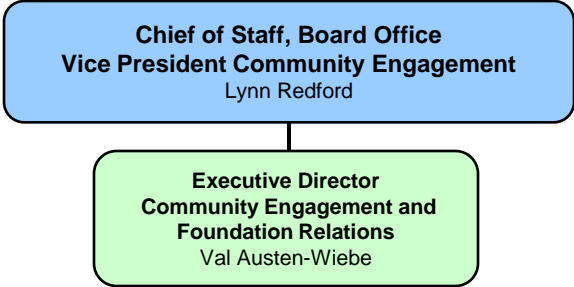 Chief of Staff, Board Office
Vice President Community Engagement
Lynn Redford
Executive Director
Community Engagement and
Foundation Relations
Val Austen-Wiebe